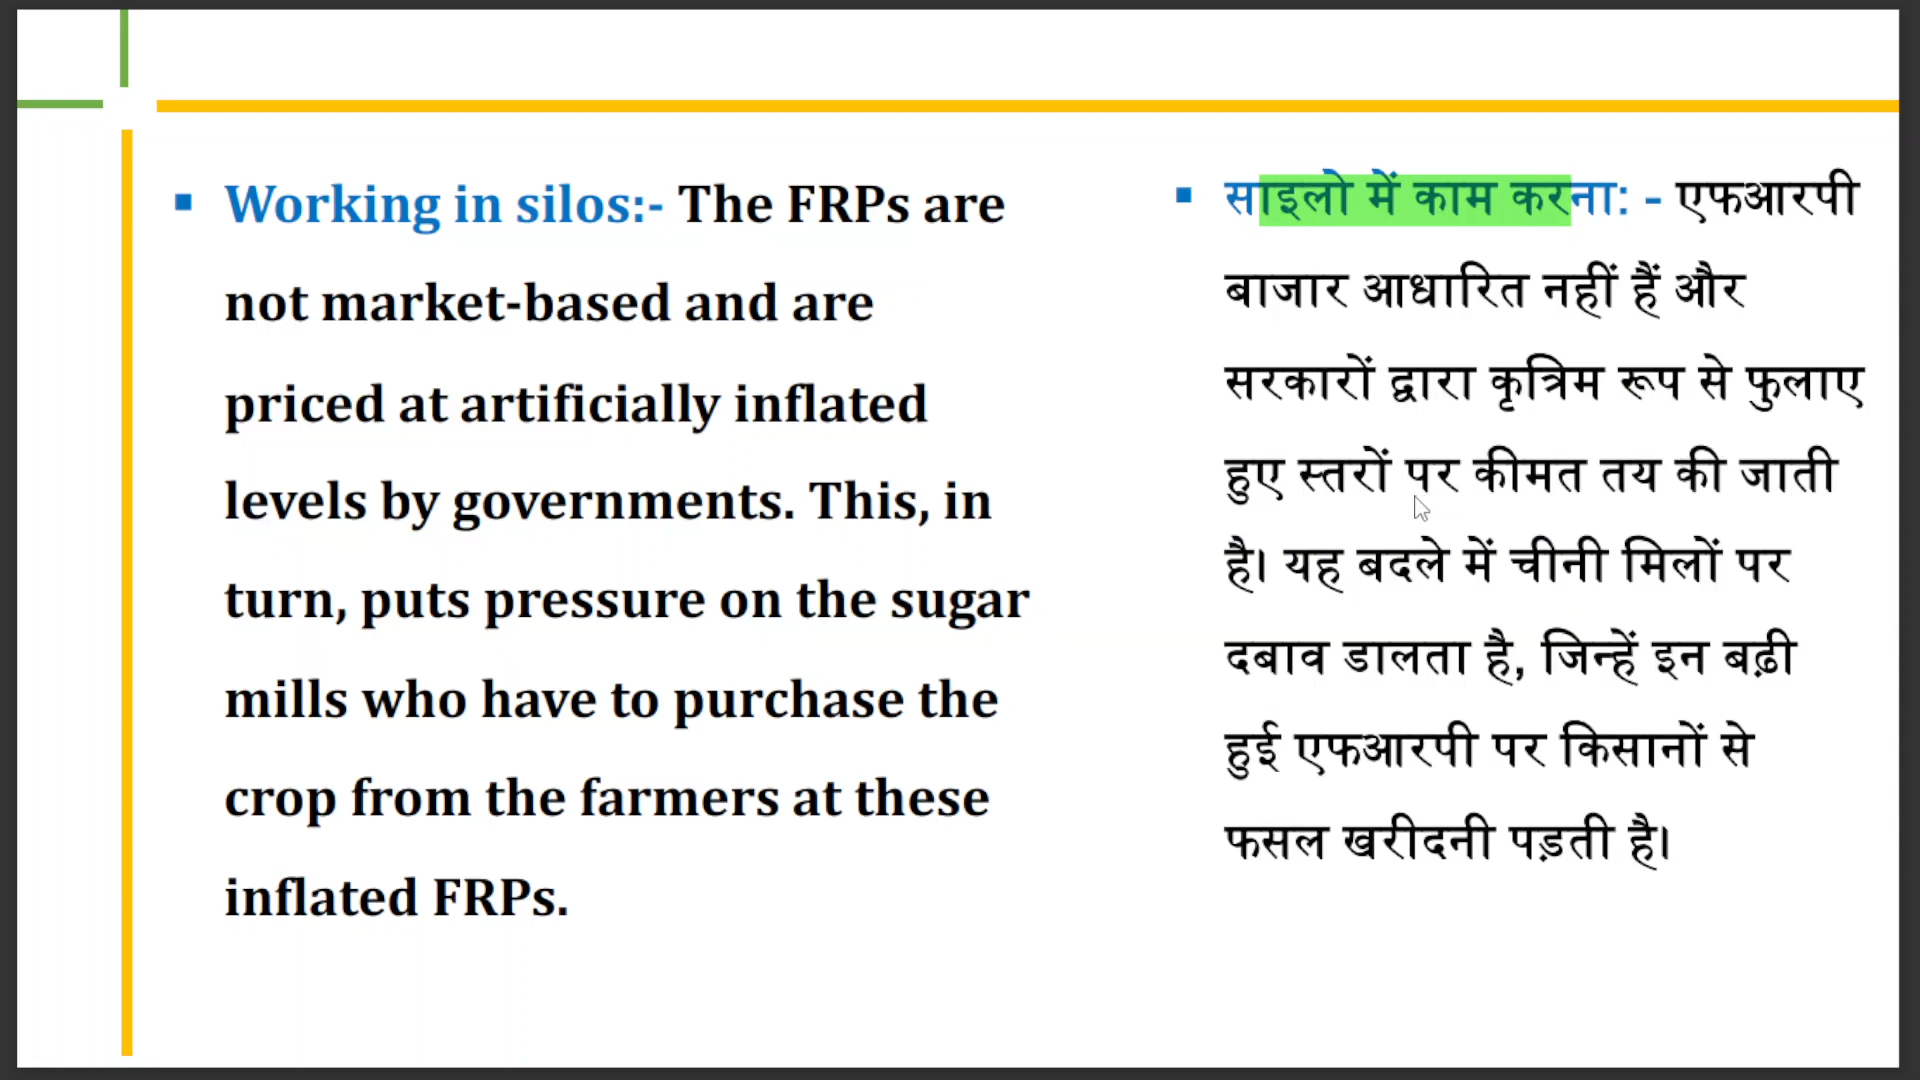 Working in silos:- The FRPs are
not market-based and are
priced at artificially inflated
levels by governments. This, in
turn, puts pressure on the sugar
mills who have to purchase the
crop from the farmers at these
inflated FRPs.
साइलो में काम करना: - एफआरपी
बाजार आधारित नहीं हैं और
सरकारों द्वारा कृत्रिम रूप से फुलाए
हुए स्तरों पर कीमत तय की जाती
है। यह बदले में चीनी मिलों पर
दबाव डालता है, जिन्हें इन बढ़ी
हुई एफआरपी पर किसानों से
फसल खरीदनी पड़ती है।